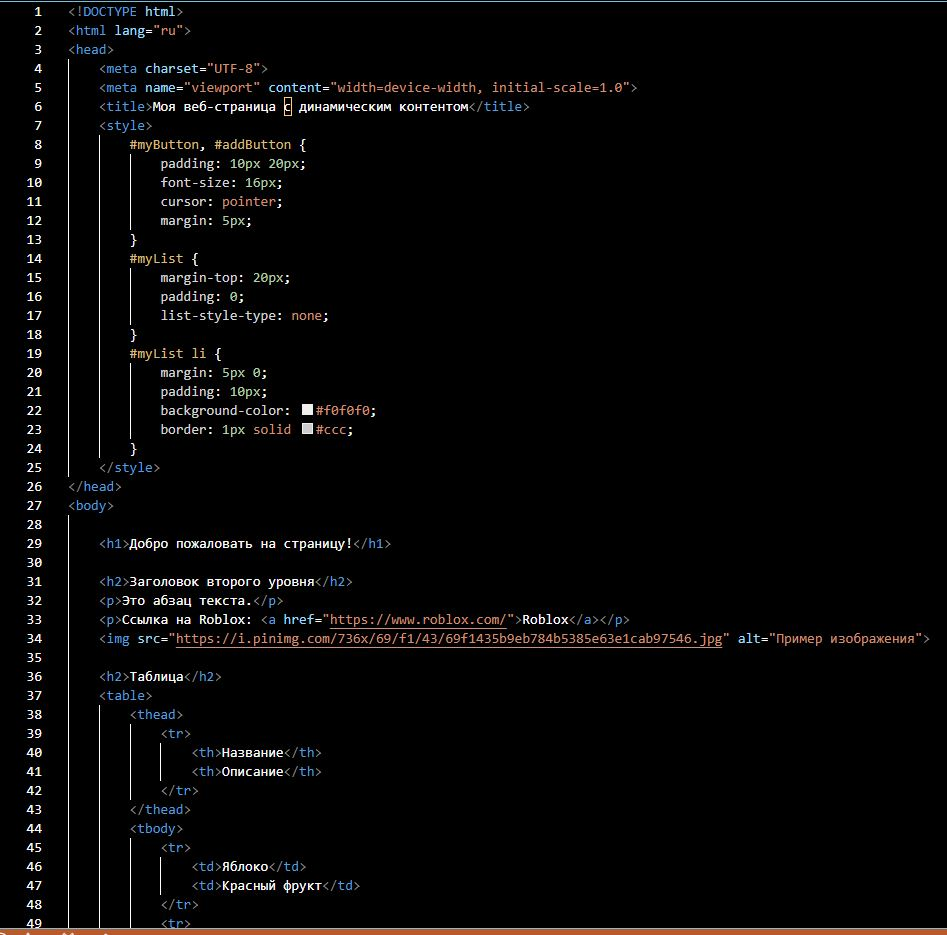 1 <!DOCTYPE html>
2 <html lang="ru">
3 <head>
4 <meta charset="UTF-8">
5 <meta name="viewport" content="width=device-width, initial-scale=1.0">
6 <title>Моя веб-страница с динамическим контентом</title>
7 <style>
8 #myButton, #addButton {
9 padding: 10px 20px;
10 font-size: 16px;
11 cursor: pointer;
12 margin: 5px;
13 }
14 #myList {
15 margin-top: 20px;
16 padding: 0;
17 list-style-type: none;
18 }
19 #myList li {
20 margin: 5px 0;
21 padding: 10px;
22 background-color: #f0f0f0;
23 border: 1px solid #ccc;
24 }
25 </style>
26 </head>
27 <body>
28
29 <h1>Добро пожаловать на страницу!</h1>
30
31 <h2>Заголовок второго уровня</h2>
32 <p>Это абзац текста.</p>
33 <p>Ссылка на Roblox: <a href="https://www.roblox.com/">Roblox</a></p>
34 <img src="https://i.pinimg.com/736x/69/f1/43/69f1435b9eb784b5385e63e1cab97546.jpg" alt="Пример изображения">
35
36 <h2>Таблица</h2>
37 <table>
38 <thead>
39 <tr>
40 <th>Название</th>
41 <th>Описание</th>
42 </tr>
43 </thead>
44 <tbody>
45 <tr>
46 <td>Яблоко</td>
47 <td>Красный фрукт</td>
48 </tr>
49 <tr>